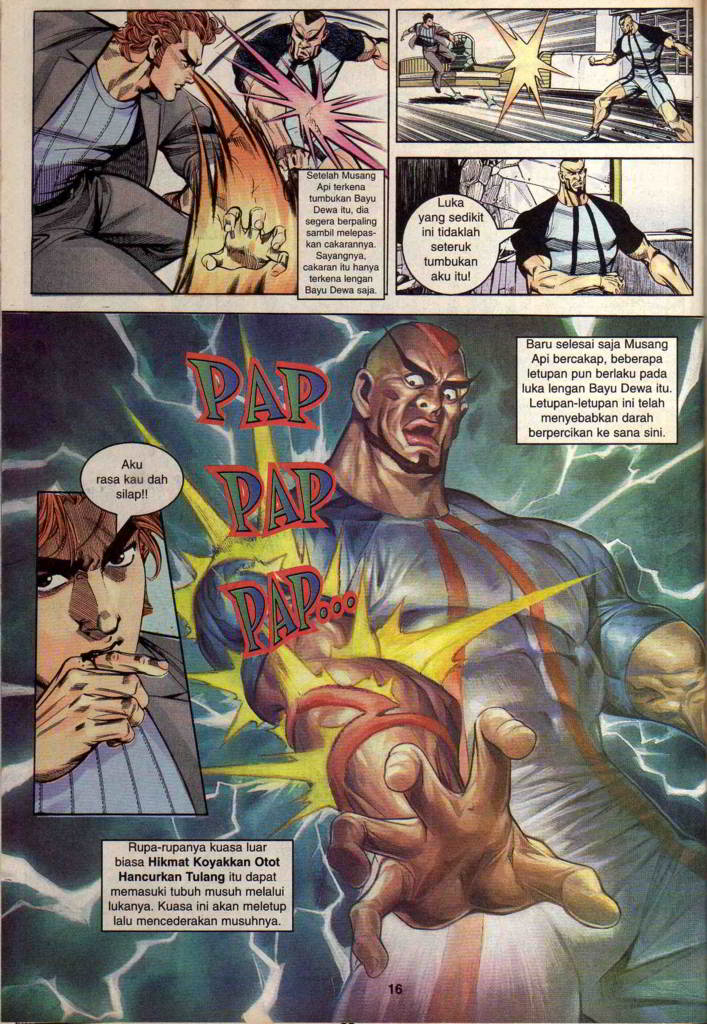 Setelah Musang
Api terkena
tumbukan Bayu
Dewa itu, dia
segera berpaling
sambil melepas-
kan cakarannya.
Sayangnya,
cakaran itu hanya
terkena lengan
Bayu Dewa saja.
Luka
yang sedikit
ini tidaklah
seteruk
tumbukan
aku itu!
Baru selesai saja Musang
Api bercakap, beberapa
letupan pun berlaku pada
luka lengan Bayu Dewa itu.
Letupan-letupan ini telah
menyebabkan darah
berpercikan ke sana sini.
PAP
PAP
PAP...
Aku
rasa kau dah
silap!!
Rupa-rupanya kuasa luar
biasa Hikmat Koyakkan Otot
Hancurkan Tulang itu dapat
memasuki tubuh musuh melalui
lukanya. Kuasa ini akan meletup
lalu mencederakan musuhnya.
16